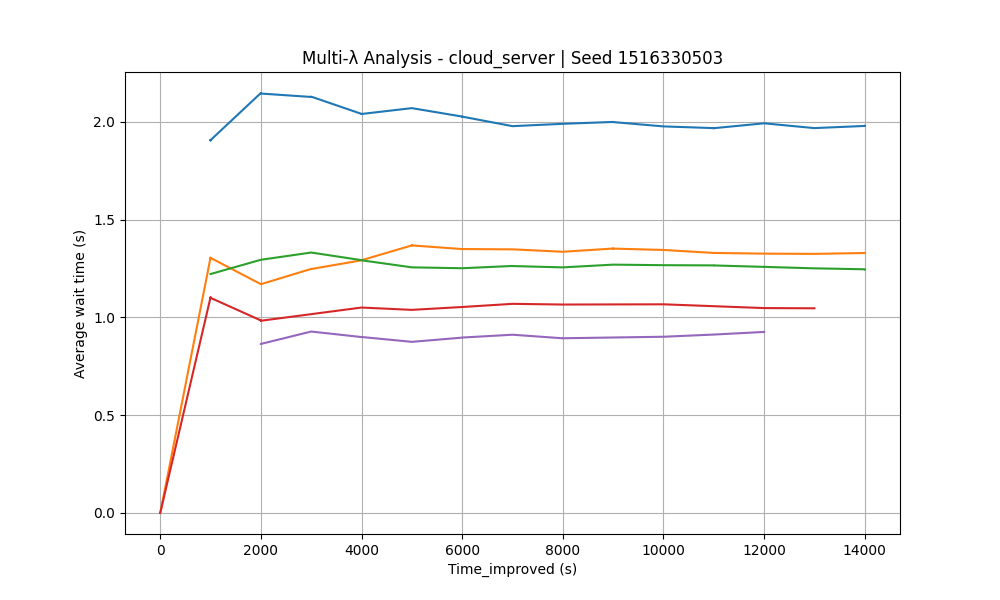 Multi-λ Analysis - cloud_server | Seed 1516330503
Average wait time (s)
2.0
1.5
1.0
0.5
0.0
0 2000 4000 6000 8000 10000 12000 14000
Time_improved (s)